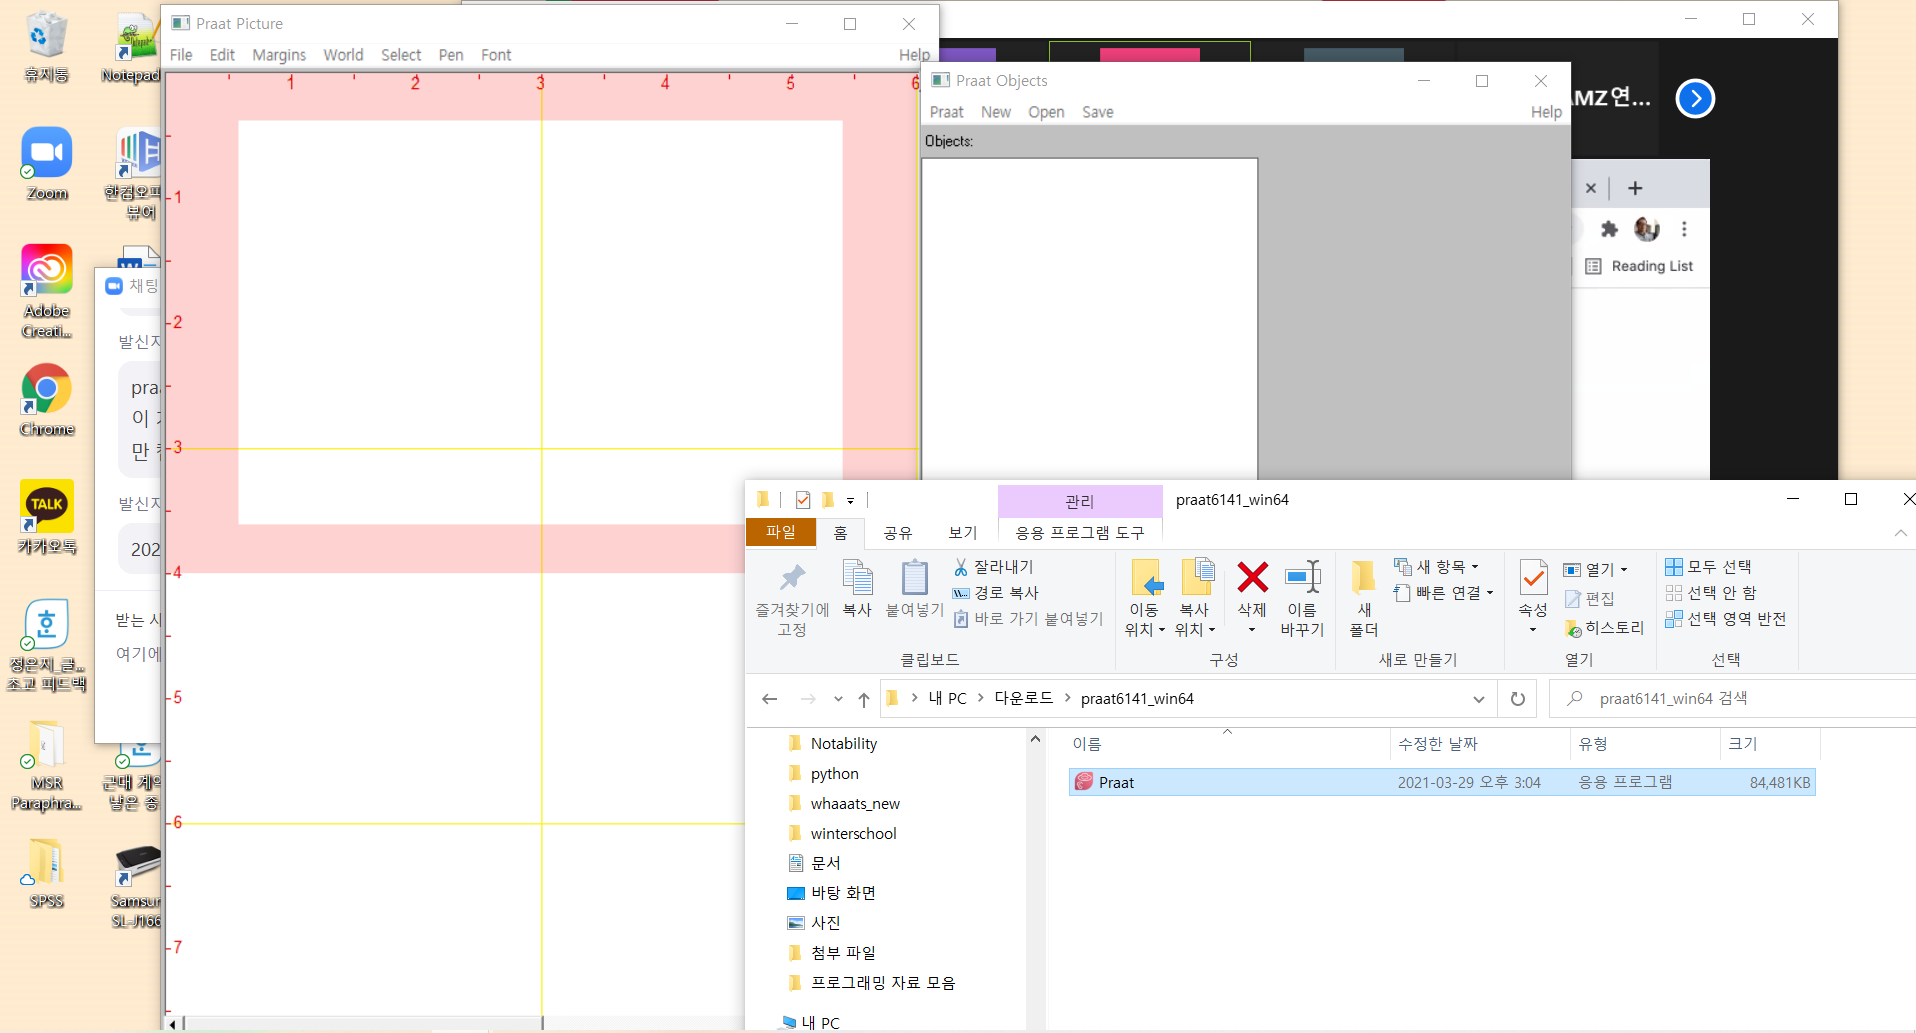 휴지통
Notepad
Zoom
한컴오피
뷰어
Adobe
Creati...
Chrome
TALK
카카오톡
정은지_글...
초고 피드백
MSR
Paraphra...
근대 계약
낳은 종
SPSS
Samsun
SL-J166
채팅
발신자
praa
만
발신자
202
받는 사
여기에
Praat Picture
File Edit Margins World Select Pen Font Help
1 2 3 4 5 6
1
2
3
4
5
6
7
Praat Objects
Praat New Open Save Help
Objects:
MZ연...
Reading List
관리
praat6141_win64
파일 홈 공유 보기 응용 프로그램 도구
즐겨찾기에
고정
복사
붙여넣기
잘라내기
경로 복사
바로 가기 붙여넣기
클립보드
이동
위치
복사
위치
삭제
이름
바꾸기
구성
새
폴더
새 항목
빠른 연결
새로 만들기
속성
열기
편집
히스토리
열기
모두 선택
선택 안 함
선택 영역 반전
선택
내 PC > 다운로드 > praat6141_win64
praat6141_win64 검색
Notability
python
whaaats_new
winterschool
문서
바탕 화면
사진
첨부 파일
프로그래밍 자료 모음
내 PC
이름 수정한 날짜 유형 크기
Praat 2021-03-29 오후 3:04 응용 프로그램 84,481KB